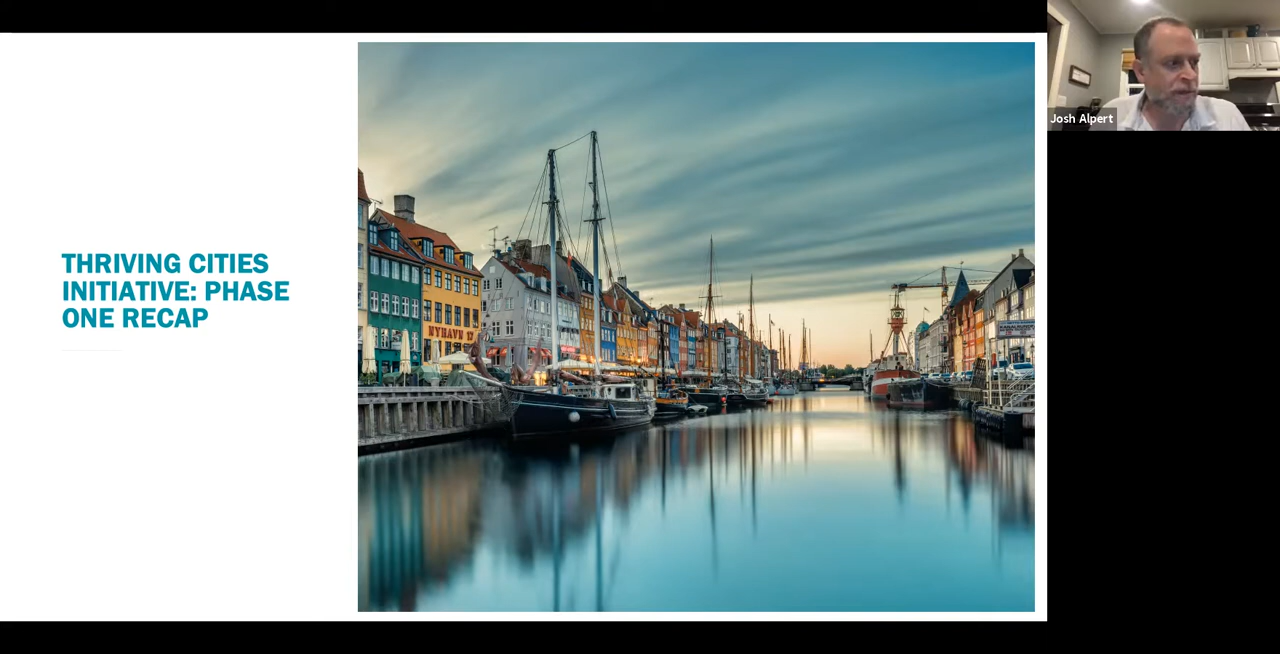 THRIVING CITIES
INITIATIVE: PHASE
ONE RECAP
NYHAVN 17
Josh Alpert